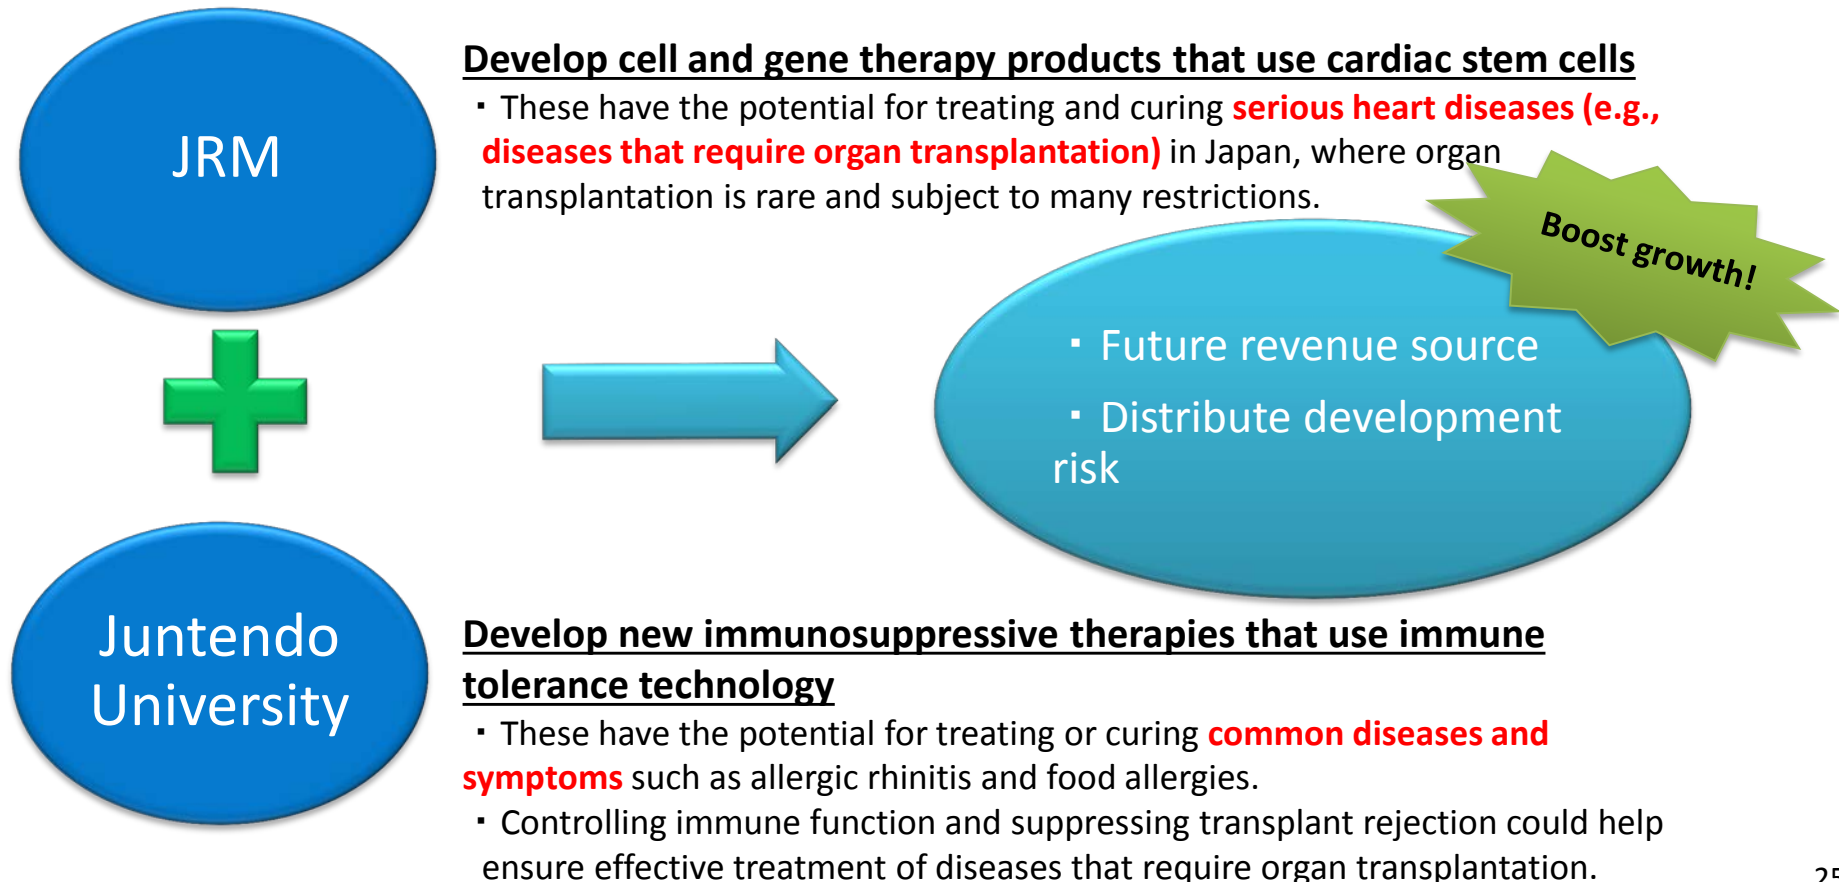 JRM
Develop cell and gene therapy products that use cardiac stem cells
・These have the potential for treating and curing serious heart diseases (e.g.,
diseases that require organ transplantation) in Japan, where organ
transplantation is rare and subject to many restrictions.
Boost growth!
・Future revenue source
・Distribute development
risk
Juntendo
University
Develop new immunosuppressive therapies that use immune
tolerance technology
・These have the potential for treating or curing common diseases and
symptoms such as allergic rhinitis and food allergies.
・Controlling immune function and suppressing transplant rejection could help
ensure effective treatment of diseases that require organ transplantation.
25